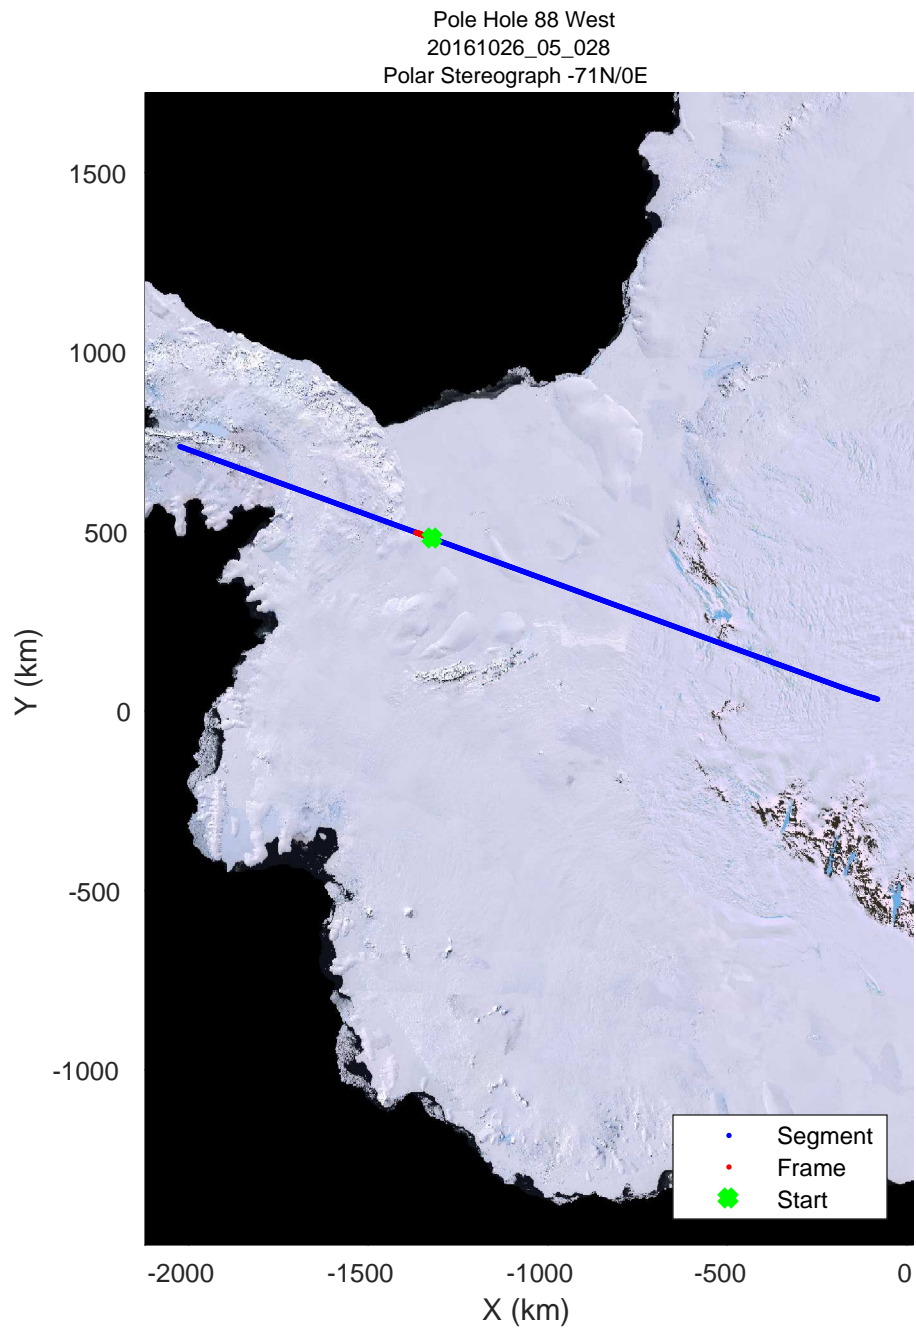 Pole Hole 88 West
20161026_05_028
Polar Stereograph -71N/0E
1500
1000
500
0
-500
-1000
Y (km)
-2000
-1500
-1000
-500
0
X (km)
Segment
Frame
Start